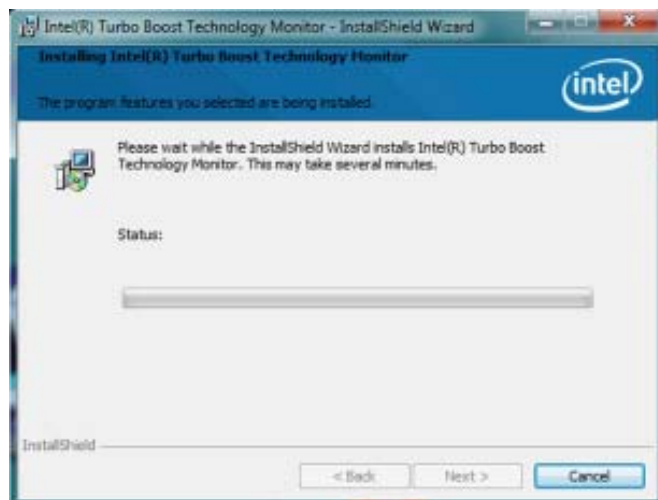 Intel(R) Turbo Boost Technology Monitor - InstallShield Wizard
Installing Intel(R) Turbo Boost Technology Monitor
The program features you selected are being installed.
intel
Please wait while the InstallShield Wizard installs Intel(R) Turbo Boost
Technology Monitor. This may take several minutes.
Status:
InstallShield
< Back
Next >
Cancel